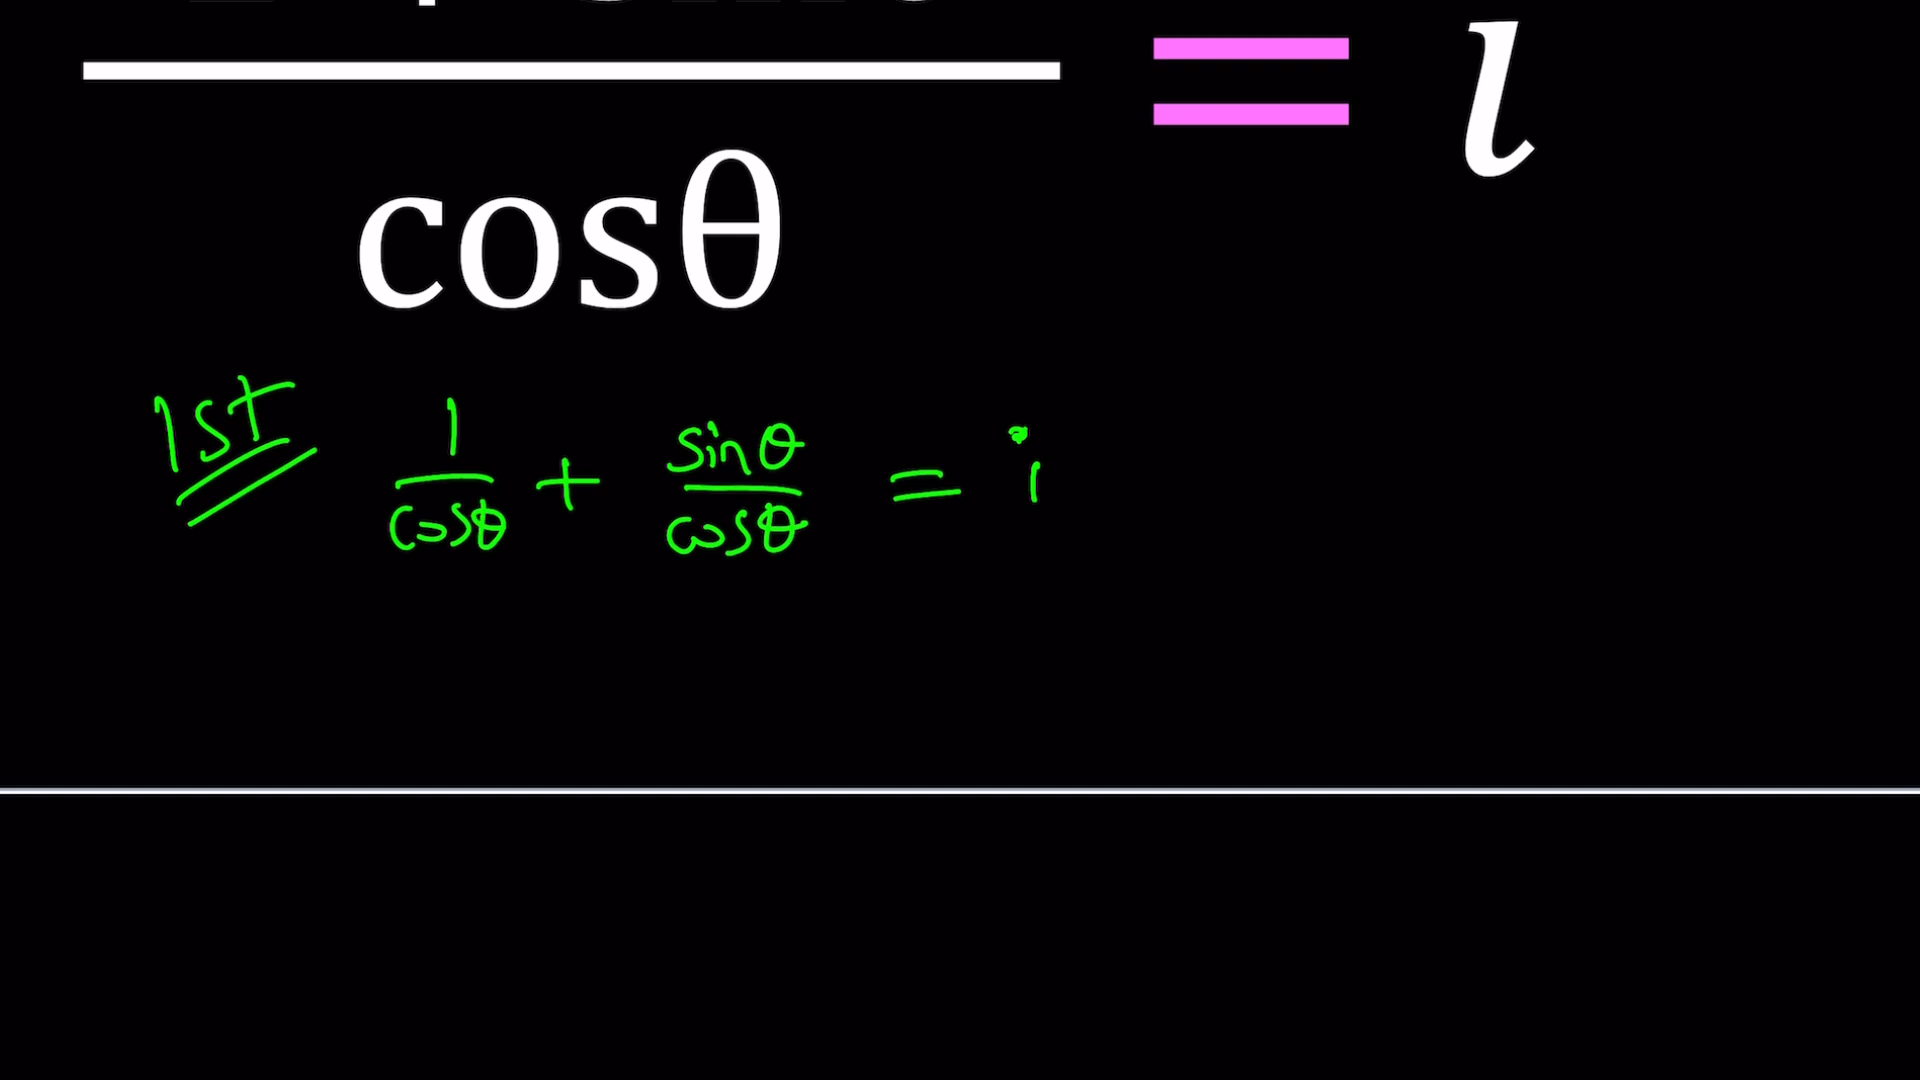 cosθ = i
1st 1/cosθ + sinθ/cosθ = i